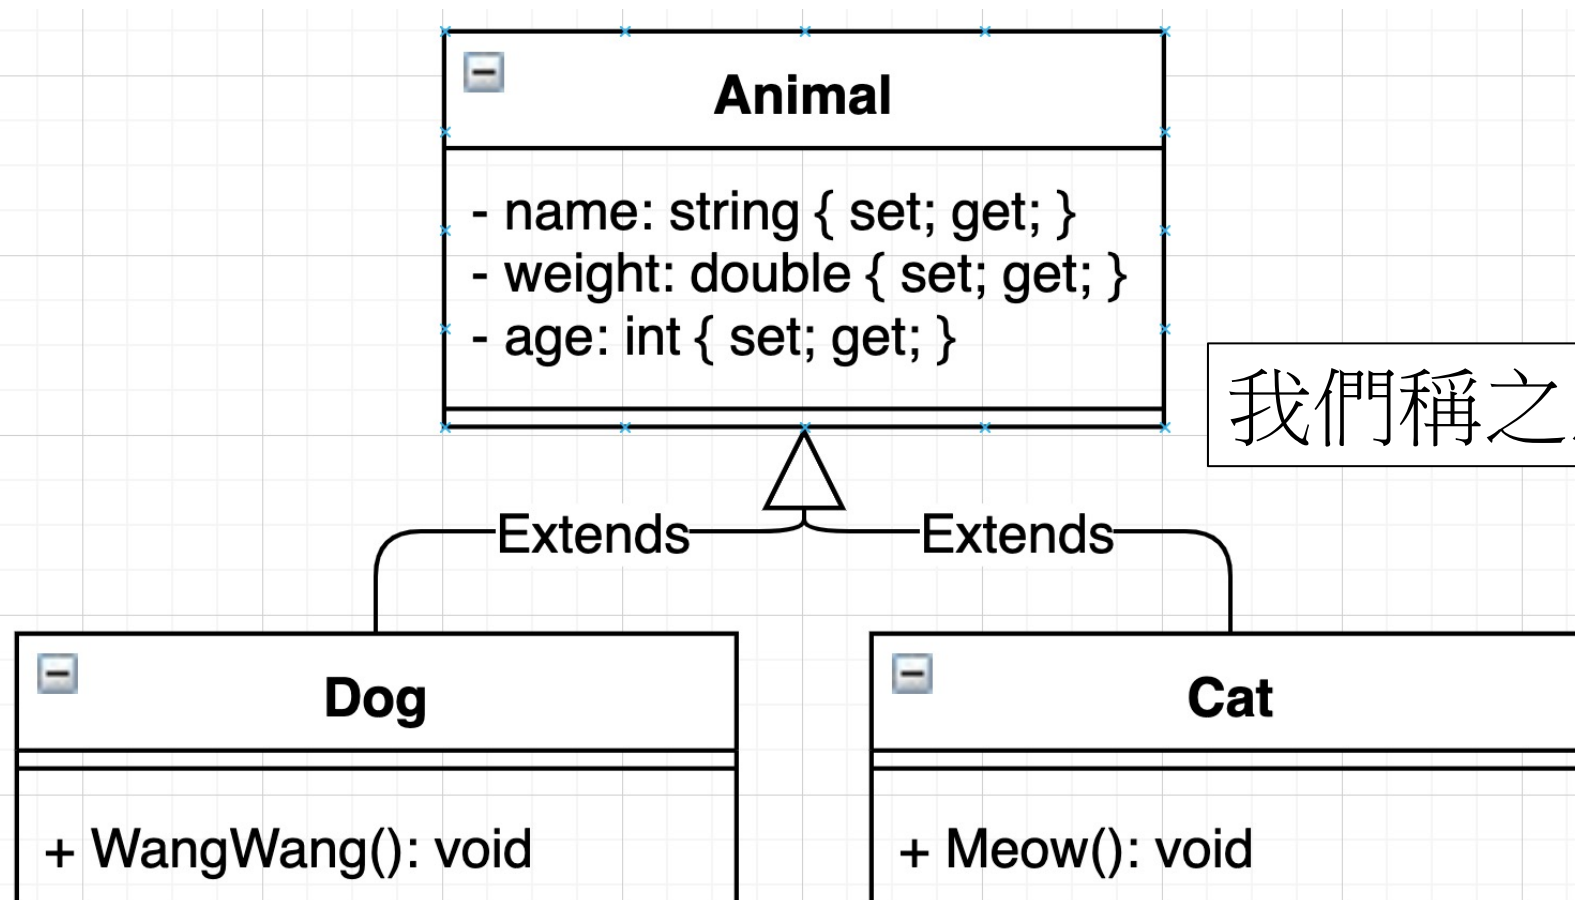 Animal
- name: string { set; get; }
- weight: double { set; get; }
- age: int { set; get; }
我們稱之
Extends
Extends
Dog
Cat
+ WangWang(): void
+ Meow(): void